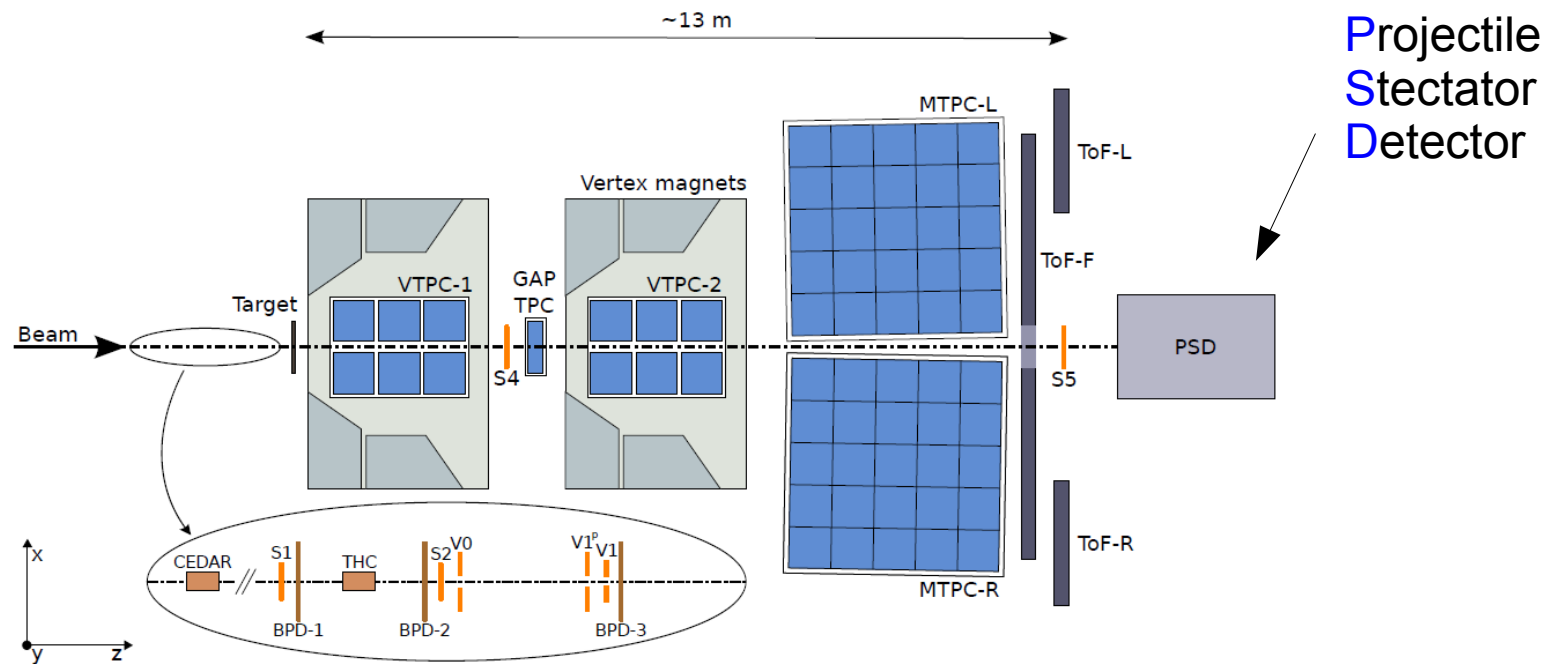 ~13 m
Projectile
Stectator
Detector
MTPC-L
ToF-L
Vertex magnets
ToF-F
GAP
TPC
VTPC-1
VTPC-2
Target
Beam
S4
S5
PSD
x
CEDAR
S1
THC
S2
V0
V1ᵖ
V1
ToF-R
MTPC-R
BPD-1
BPD-2
BPD-3
y
z